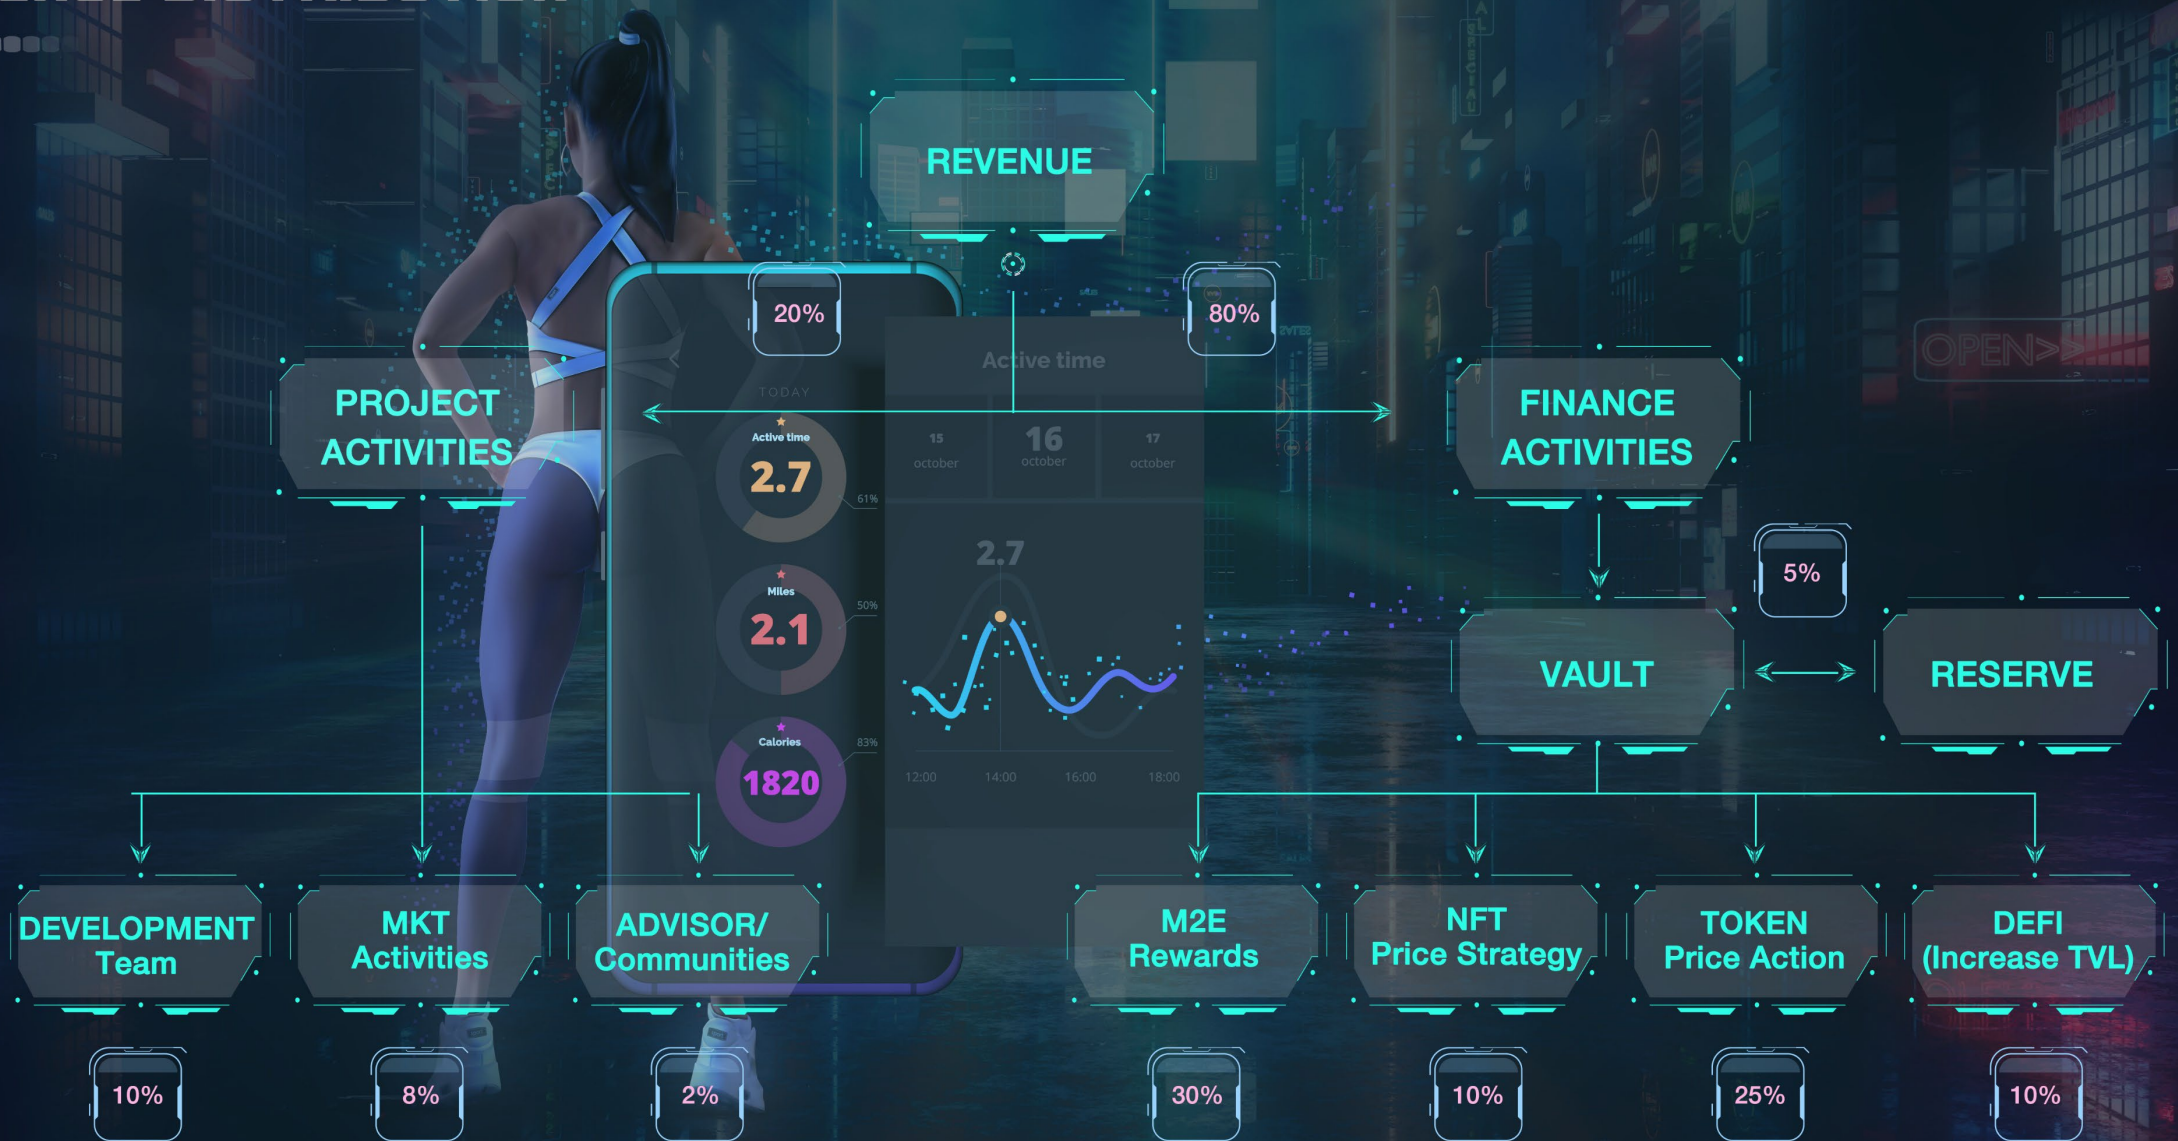 REVENUE
20%
80%
PROJECT
ACTIVITIES
FINANCE
ACTIVITIES
OPEN>>
Active time
TODAY
Active time
2.7
61%
15
october
16
october
17
october
2.7
Miles
2.1
50%
Calories
1820
83%
12:00
14:00
16:00
18:00
5%
VAULT
RESERVE
DEVELOPMENT
Team
MKT
Activities
ADVISOR/
Communities
M2E
Rewards
NFT
Price Strategy
TOKEN
Price Action
DEFI
(Increase TVL)
10%
8%
2%
30%
10%
25%
10%